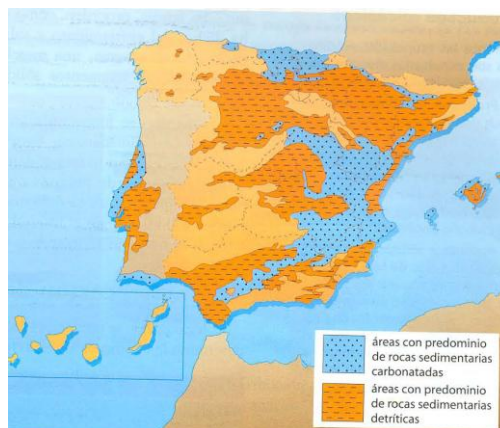 áreas con predominio
de rocas sedimentarias
carbonatadas
áreas con predominio
de rocas sedimentarias
detríticas